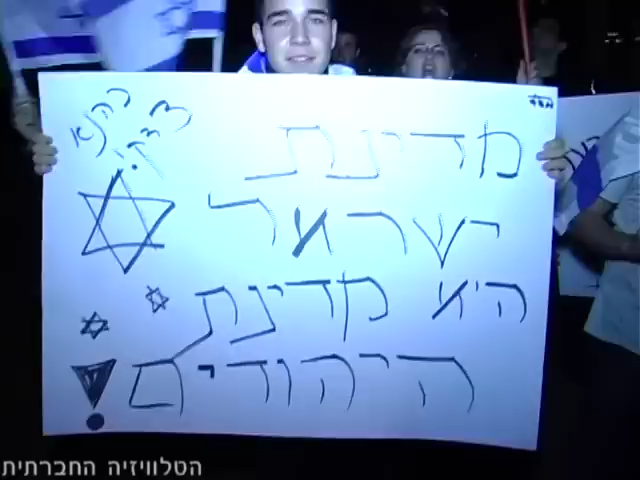 מדינת
ישראל
היא מדינת
היהודים!
הטלוויזיה החברתית